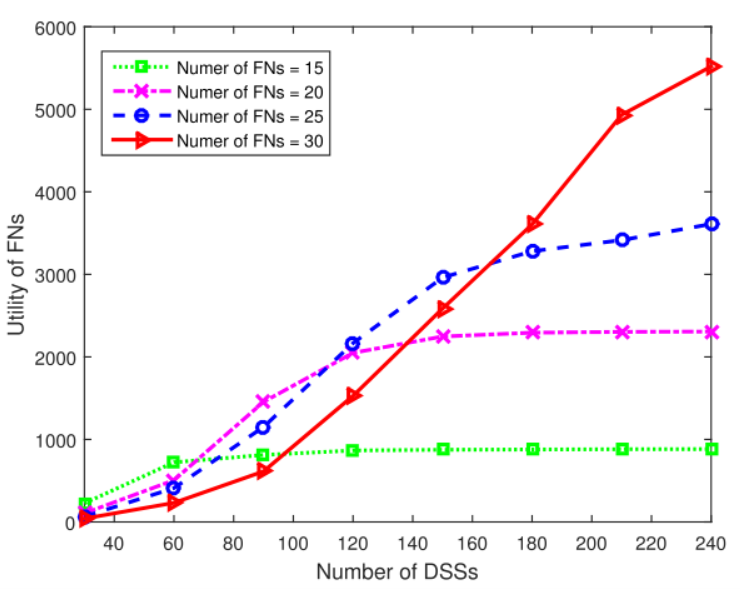 6000
5000
4000
3000
2000
1000
0
Utility of FNs
Numer of FNs = 15
Numer of FNs = 20
Numer of FNs = 25
Numer of FNs = 30
40 60 80 100 120 140 160 180 200 220 240
Number of DSSs